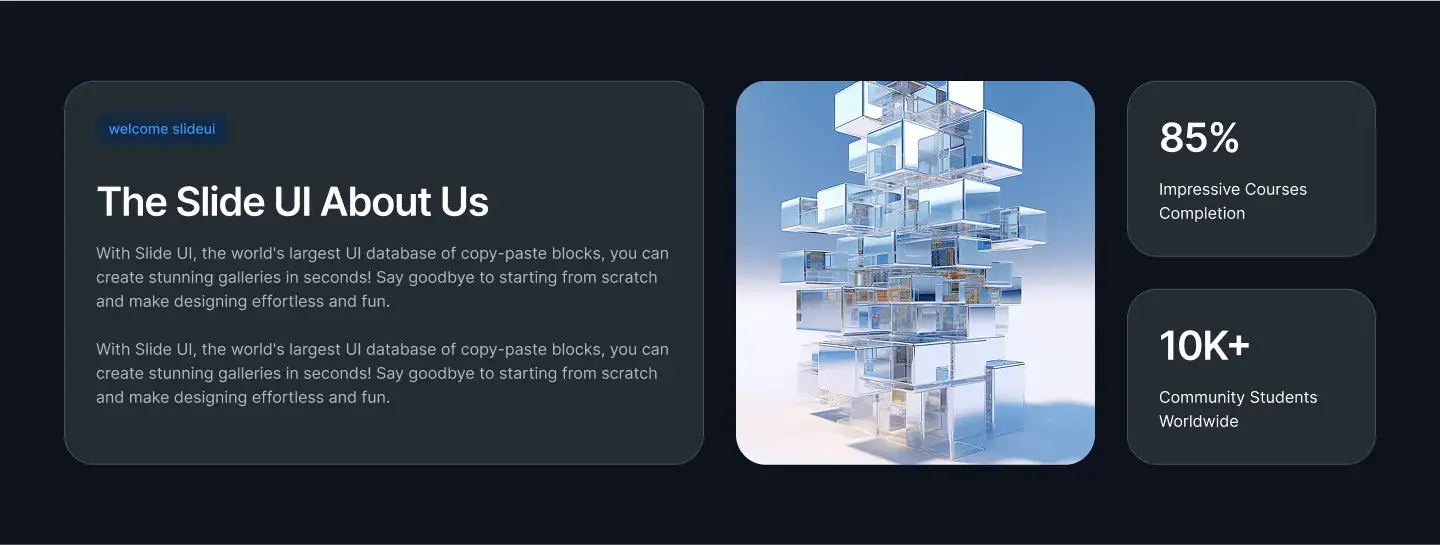 welcome slideui
The Slide UI About Us
With Slide UI, the world's largest UI database of copy-paste blocks, you can
create stunning galleries in seconds! Say goodbye to starting from scratch
and make designing effortless and fun.
With Slide UI, the world's largest UI database of copy-paste blocks, you can
create stunning galleries in seconds! Say goodbye to starting from scratch
and make designing effortless and fun.
85%
Impressive Courses
Completion
10K+
Community Students
Worldwide